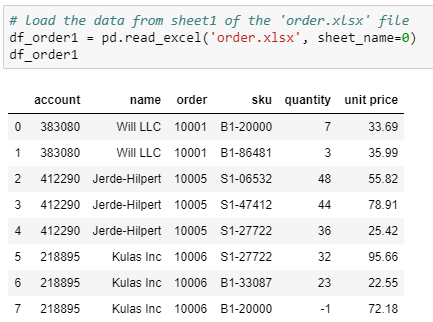 # load the data from sheet1 of the 'order.xlsx' file
df_order1 = pd.read_excel('order.xlsx', sheet_name=0)
df_order1
account name order sku quantity unit price
0 383080 Will LLC 10001 B1-20000 7 33.69
1 383080 Will LLC 10001 B1-86481 3 35.99
2 412290 Jerde-Hilpert 10005 S1-06532 48 55.82
3 412290 Jerde-Hilpert 10005 S1-47412 44 78.91
4 412290 Jerde-Hilpert 10005 S1-27722 36 25.42
5 218895 Kulas Inc 10006 S1-27722 32 95.66
6 218895 Kulas Inc 10006 B1-33087 23 22.55
7 218895 Kulas Inc 10006 B1-20000 -1 72.18